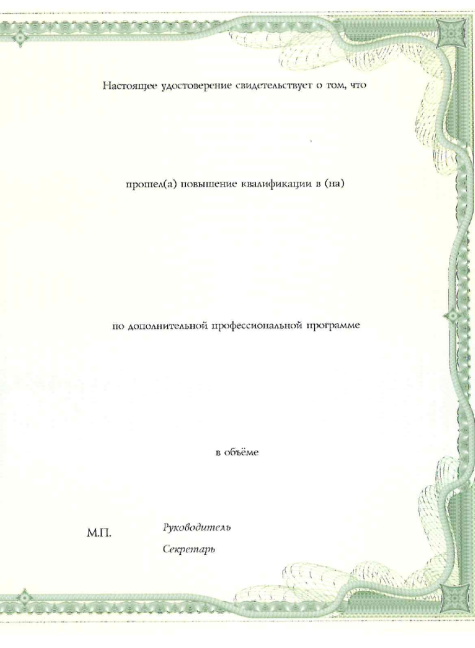 Настоящее удостоверение свидетельствует о том, что
прошел(а) повышение квалификации в (на)
по дополнительной профессиональной программе
в объёме
М.П.
Руководитель
Секретарь